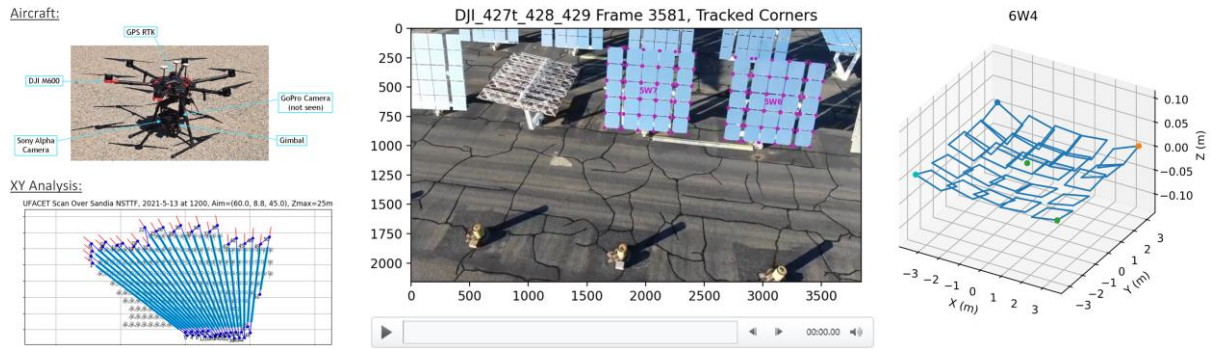 Aircraft:
GPS RTK
DJI M600
GoPro Camera
(not seen)
Sony Alpha
Camera
Gimbal
XY Analysis:
UFACET Scan Over Sandia NSTTF, 2021-5-13 at 1200, Aim=(60.0, 8.8, 45.0), Zmax=25m
DJI_427t_428_429 Frame 3581, Tracked Corners
0
250
500
750
1000
1250
1500
1750
2000
0
500
1000
1500
2000
2500
3000
3500
5W7
5W6
00:00.00
6W4
0.10
0.05
0.00
−0.05
−0.10
Z (m)
−3
−2
−1
0
1
2
3
X (m)
−3
−2
−1
0
1
2
3
Y (m)